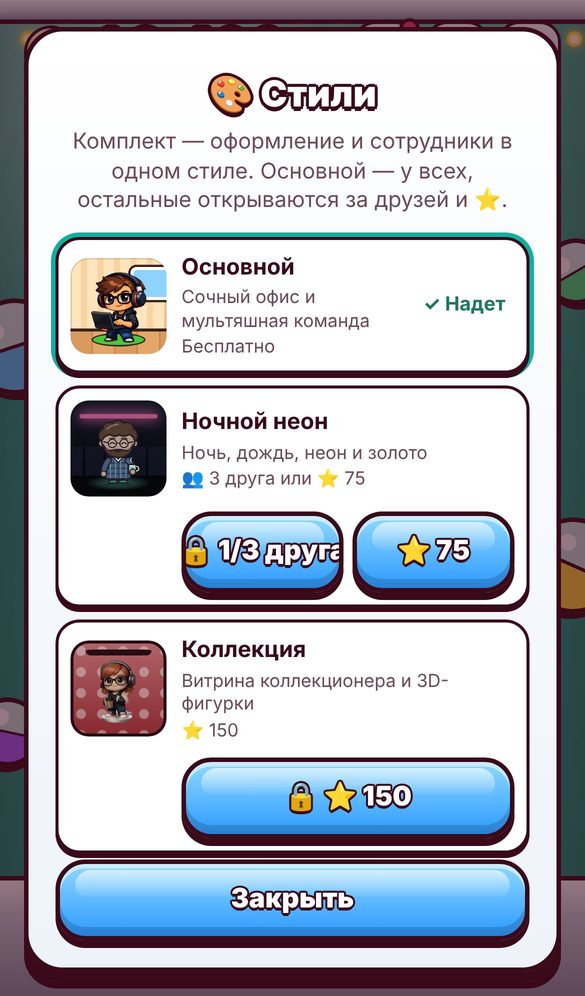 🎨 Стили
Комплект — оформление и сотрудники в
одном стиле. Основной — у всех,
остальные открываются за друзей и ⭐.
Основной
Сочный офис и
мультяшная команда
Бесплатно
✓ Надет
Ночной неон
Ночь, дождь, неон и золото
👥 3 друга или ⭐ 75
🔒 1/3 друга
⭐ 75
Коллекция
Витрина коллекционера и 3D-
фигурки
⭐ 150
🔒 ⭐ 150
Закрыть